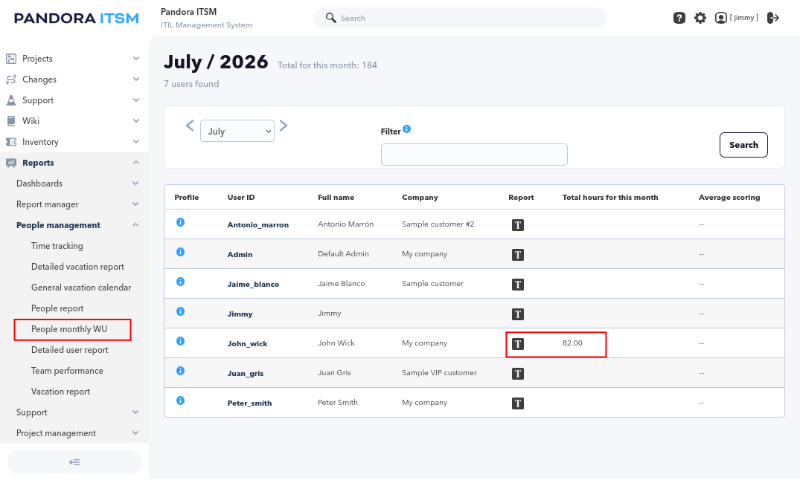 PANDORA ITSM
Pandora ITSM
ITIL Management System
Search
?
[ jimmy ]
Projects
Changes
Support
Wiki
Inventory
Reports
Dashboards
Report manager
People management
Time tracking
Detailed vacation report
General vacation calendar
People report
People monthly WU
Detailed user report
Team performance
Vacation report
Support
Project management
July / 2026 Total for this month: 184
7 users found
July
Filter
Search
Profile User ID Full name Company Report Total hours for this month Average scoring
Antonio_marron Antonio Marrón Sample customer #2 T --
Admin Default Admin My company T --
Jaime_blanco Jaime Blanco Sample customer T --
Jimmy Jimmy T --
John_wick John Wick My company T 82.00 --
Juan_gris Juan Gris Sample VIP customer T --
Peter_smith Peter Smith My company T --